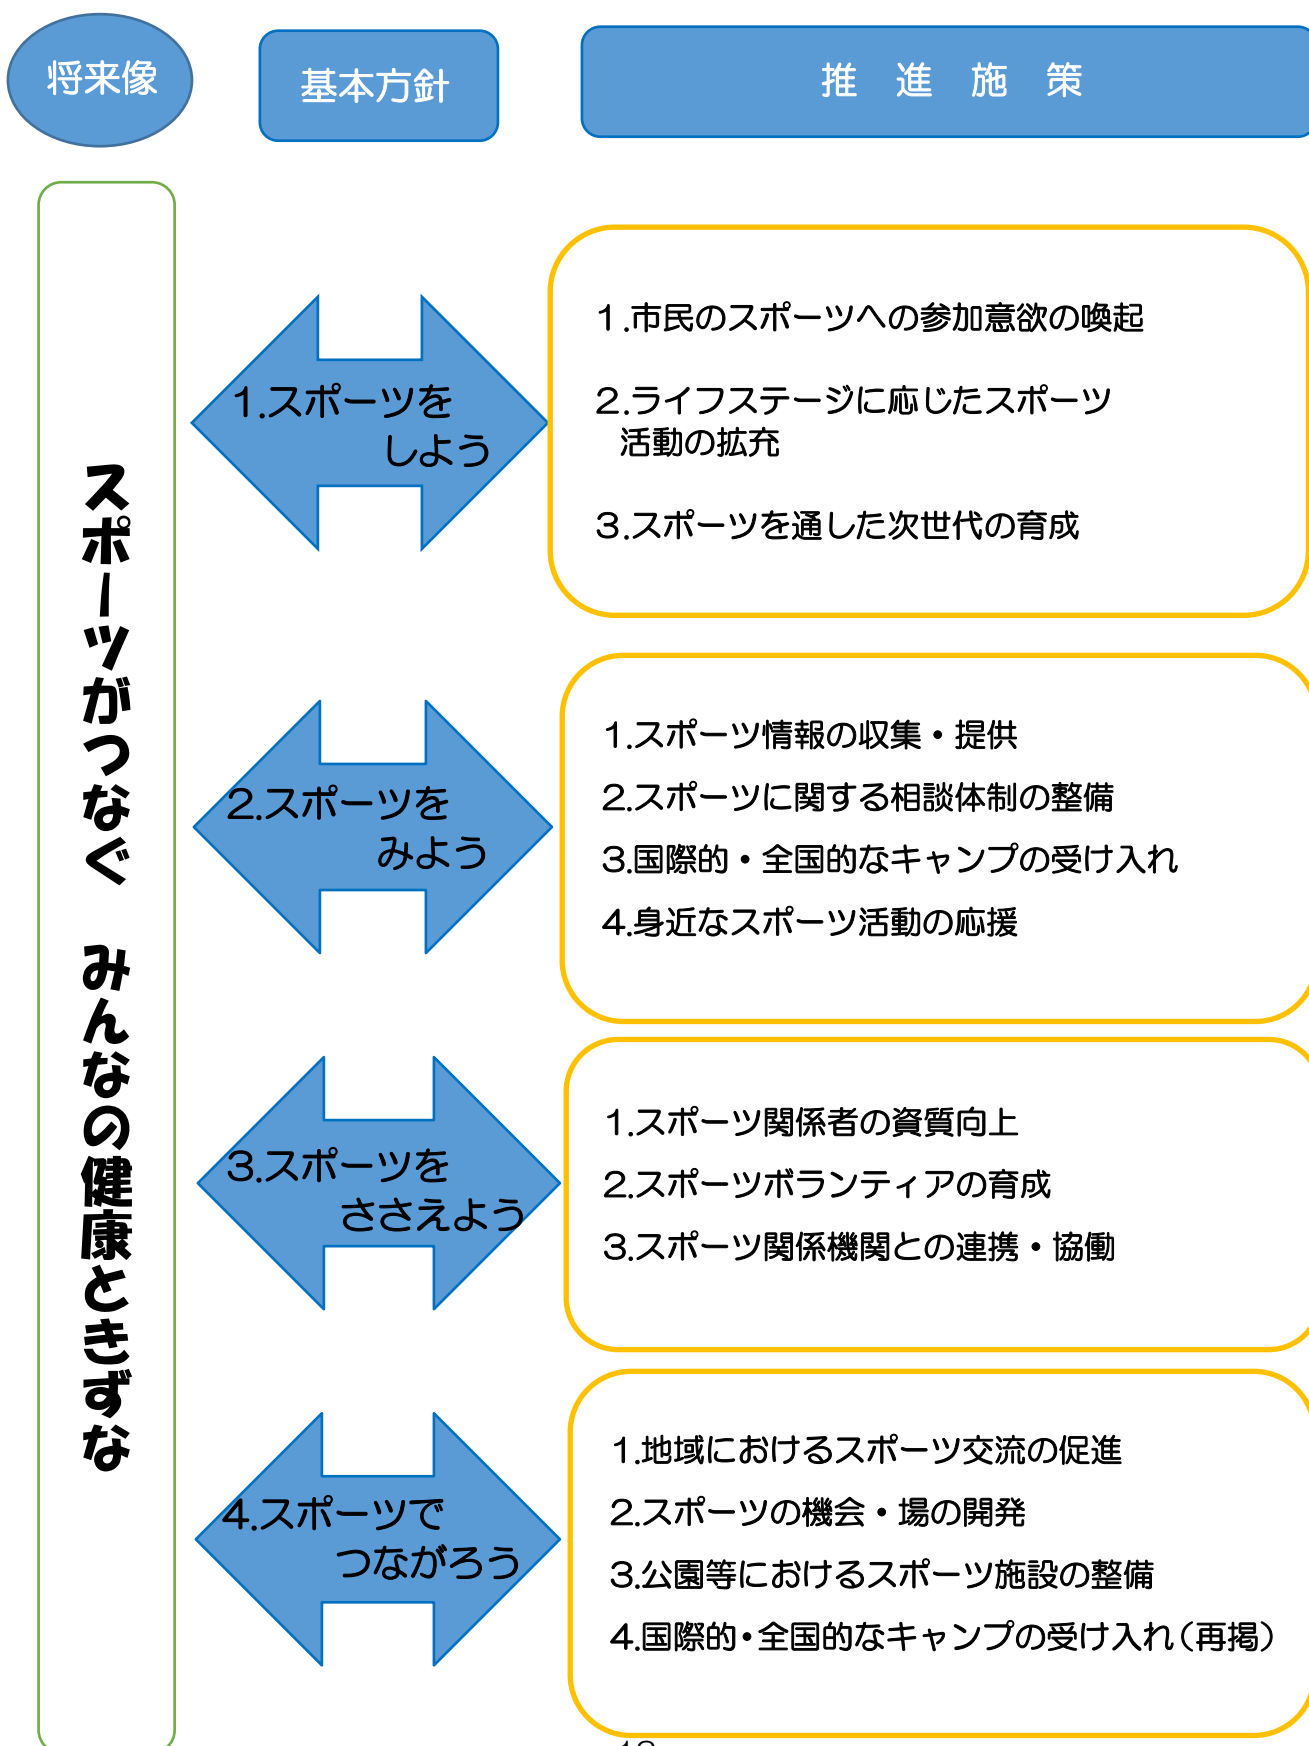 将来像
基本方針
推　進　施　策
スポーツがつなぐ　みんなの健康ときずな
1.スポーツを
しよう
1.市民のスポーツへの参加意欲の喚起
2.ライフステージに応じたスポーツ
活動の拡充
3.スポーツを通した次世代の育成
2.スポーツを
みよう
1.スポーツ情報の収集・提供
2.スポーツに関する相談体制の整備
3.国際的・全国的なキャンプの受け入れ
4.身近なスポーツ活動の応援
3.スポーツを
ささえよう
1.スポーツ関係者の資質向上
2.スポーツボランティアの育成
3.スポーツ関係機関との連携・協働
4.スポーツで
つながろう
1.地域におけるスポーツ交流の促進
2.スポーツの機会・場の開発
3.公園等におけるスポーツ施設の整備
4.国際的・全国的なキャンプの受け入れ（再掲）